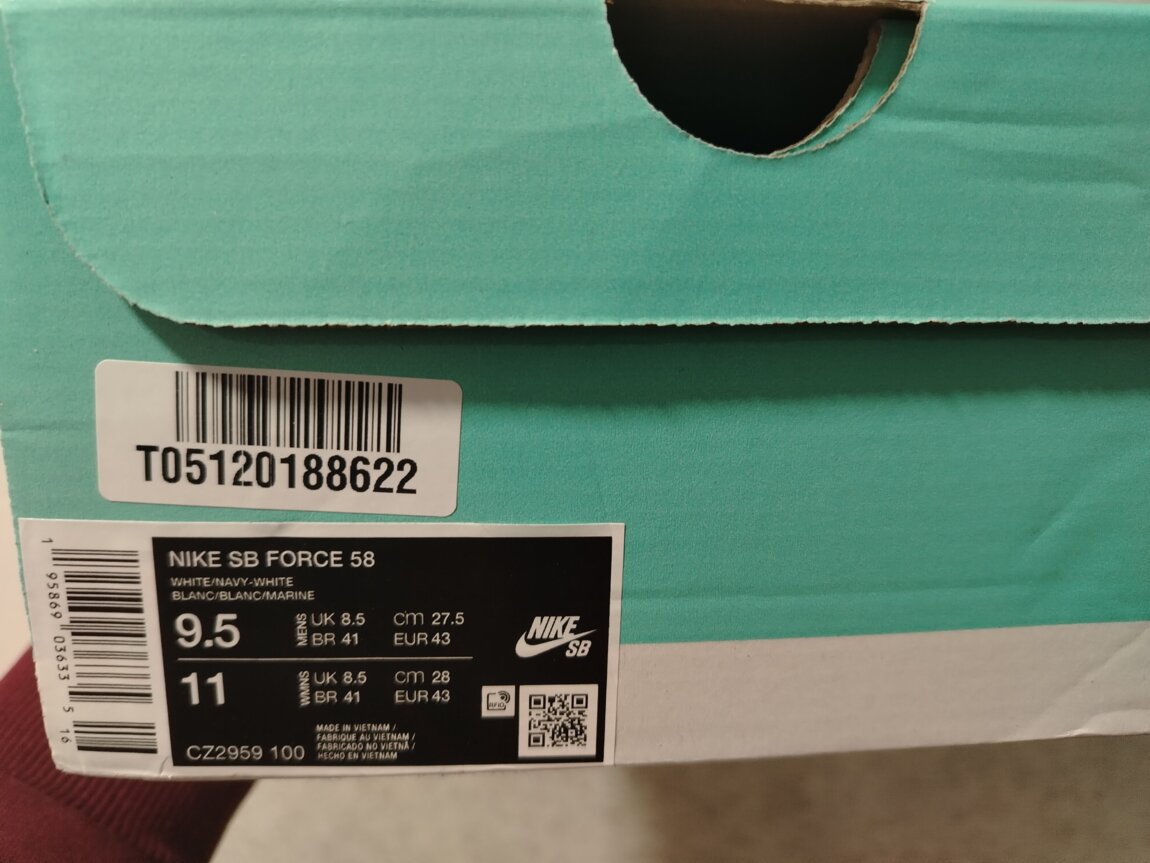 T05120188622
1 95869 03633 5 16
NIKE SB FORCE 58
WHITE/NAVY-WHITE
BLANC/BLANC/MARINE
9.5 MENS UK 8.5 cm 27.5
BR 41 EUR 43
11 WMNS UK 8.5 cm 28
BR 41 EUR 43
NIKE
SB
RFID
CZ2959 100
MADE IN VIETNAM /
FABRIQUE AU VIETNAM /
FABRICADO NO VIETNÃ /
HECHO EN VIETNAM